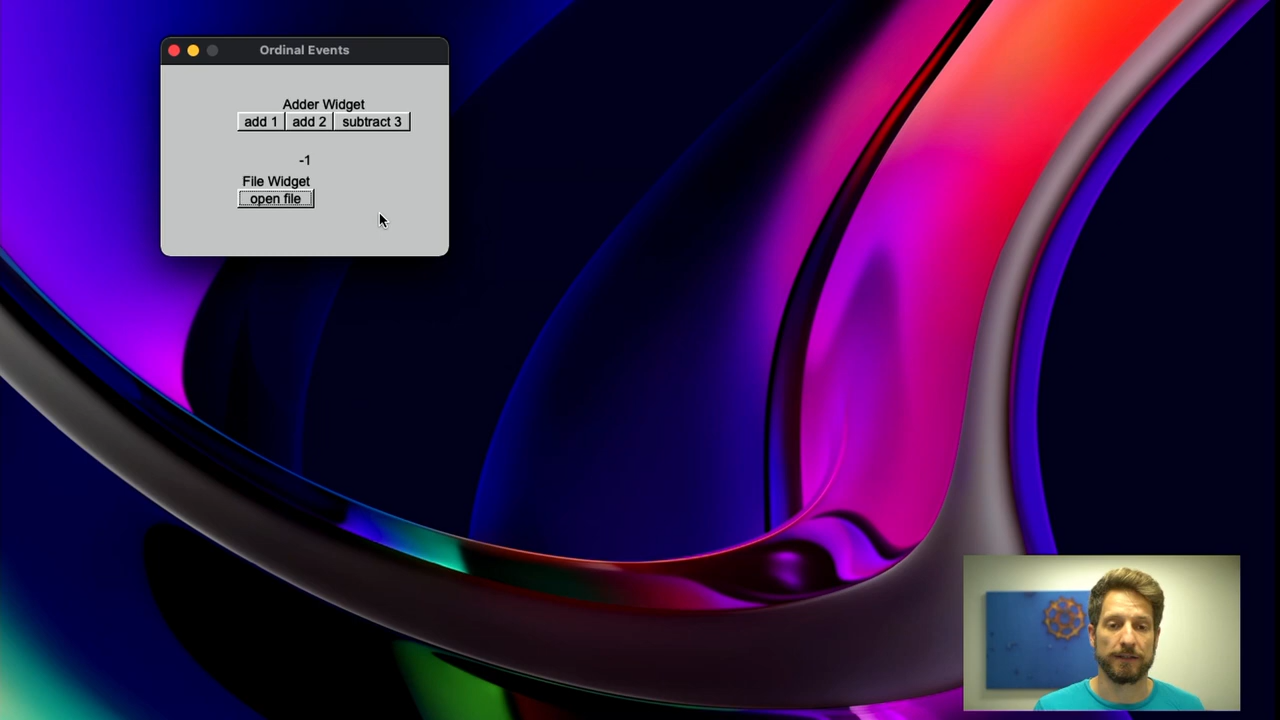 Ordinal Events
Adder Widget
add 1 add 2 subtract 3
-1
File Widget
open file